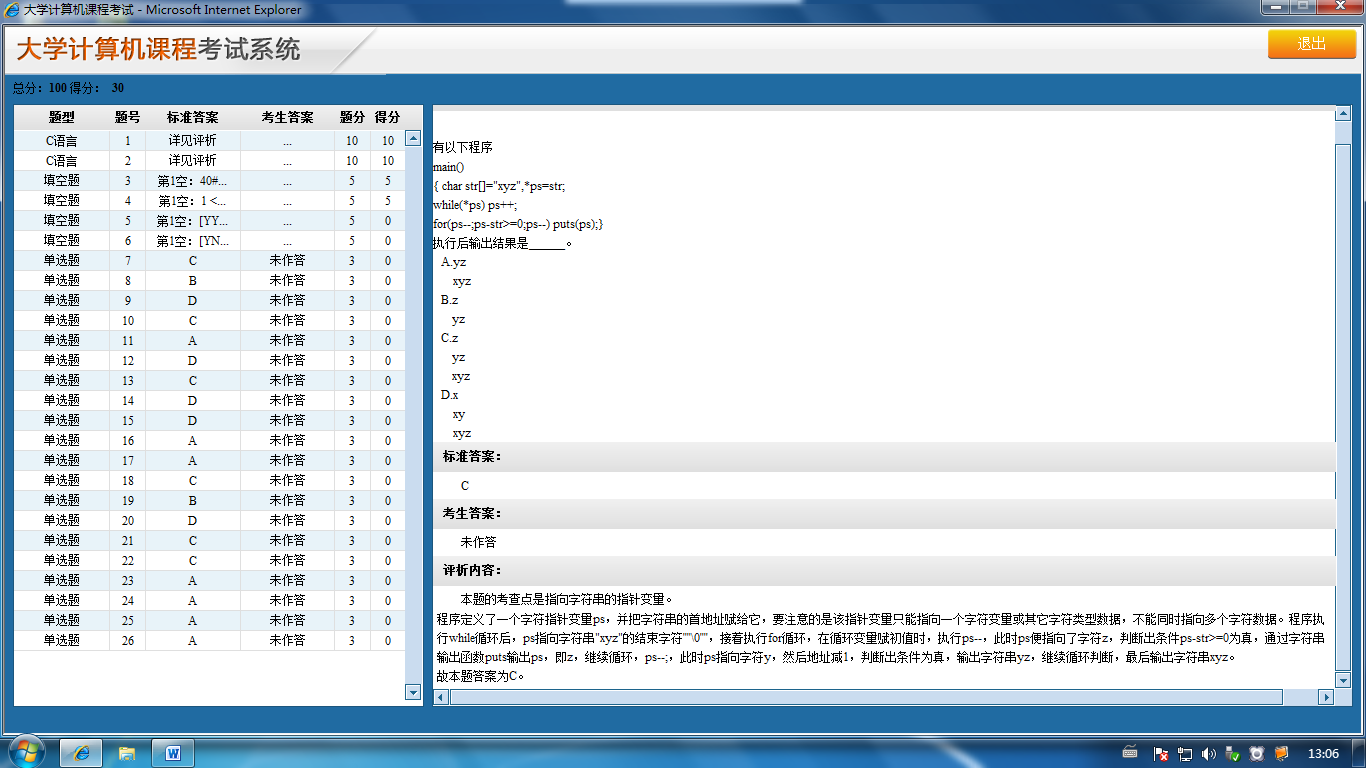 大学计算机课程考试 - Microsoft Internet Explorer
大学计算机课程考试系统
退出
总分：100 得分： 30
题型 题号 标准答案 考生答案 题分 得分
C语言 1 详见评析 ... 10 10
C语言 2 详见评析 ... 10 10
填空题 3 第1空：40#... ... 5 5
填空题 4 第1空：1 <... ... 5 5
填空题 5 第1空：[YY... ... 5 0
填空题 6 第1空：[YN... ... 5 0
单选题 7 C 未作答 3 0
单选题 8 B 未作答 3 0
单选题 9 D 未作答 3 0
单选题 10 C 未作答 3 0
单选题 11 A 未作答 3 0
单选题 12 D 未作答 3 0
单选题 13 C 未作答 3 0
单选题 14 D 未作答 3 0
单选题 15 D 未作答 3 0
单选题 16 A 未作答 3 0
单选题 17 A 未作答 3 0
单选题 18 C 未作答 3 0
单选题 19 B 未作答 3 0
单选题 20 D 未作答 3 0
单选题 21 C 未作答 3 0
单选题 22 C 未作答 3 0
单选题 23 A 未作答 3 0
单选题 24 A 未作答 3 0
单选题 25 A 未作答 3 0
单选题 26 A 未作答 3 0
有以下程序
main()
{ char str[]="xyz",*ps=str;
while(*ps) ps++;
for(ps--;ps-str>=0;ps--) puts(ps);}
执行后输出结果是______。
A.yz
xyz
B.z
yz
C.z
yz
xyz
D.x
xy
xyz
标准答案：
C
考生答案：
未作答
评析内容：
本题的考查点是指向字符串的指针变量。
程序定义了一个字符指针变量ps，并把字符串的首地址赋给它，要注意的是该指针变量只能指向一个字符变量或其它字符类型数据，不能同时指向多个字符数据。程序执
行while循环后，ps指向字符串"xyz"的结束字符""\0""，接着执行for循环，在循环变量赋初值时，执行ps--，此时ps便指向了字符z，判断出条件ps-str>=0为真，通过字符串
输出函数puts输出ps，即z，继续循环，ps--;，此时ps指向字符y，然后地址减1，判断出条件为真，输出字符串yz，继续循环判断，最后输出字符串xyz。
故本题答案为C。
13:06